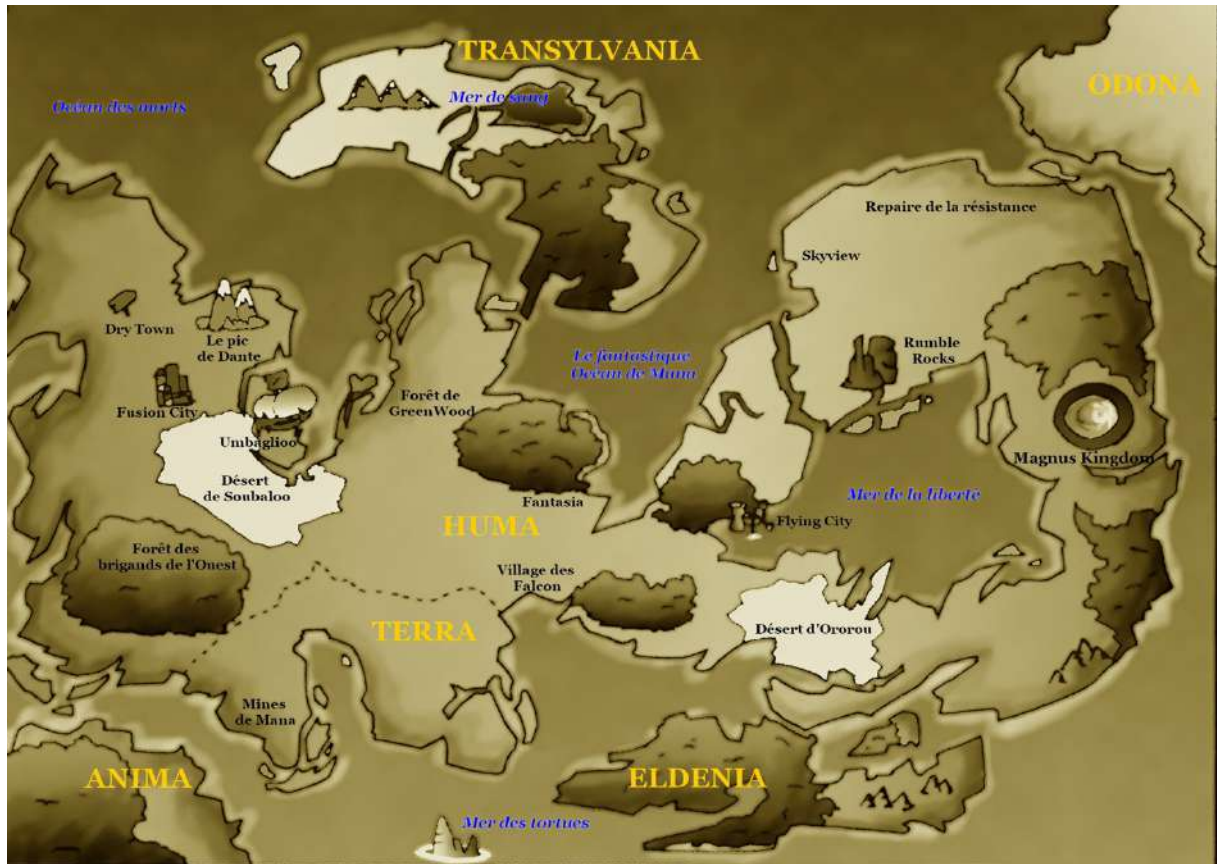 TRANSYLVANIA
ODONA
Océan des morts
Mer de sang
Repaire de la résistance
Skyview
Dry Town
Le pic
de Dante
Le fantastique
Océan de Mana
Rumble
Rocks
Fusion City
Forêt de
GreenWood
Umbaglioo
Magnus Kingdom
Désert
de Soubaloo
Fantasia
Mer de la liberté
HUMA
Flying City
Forêt des
brigands de l'Ouest
Village des
Falcon
TERRA
Désert d'Ororou
Mines
de Mana
ANIMA
ELDENIA
Mer des tortues